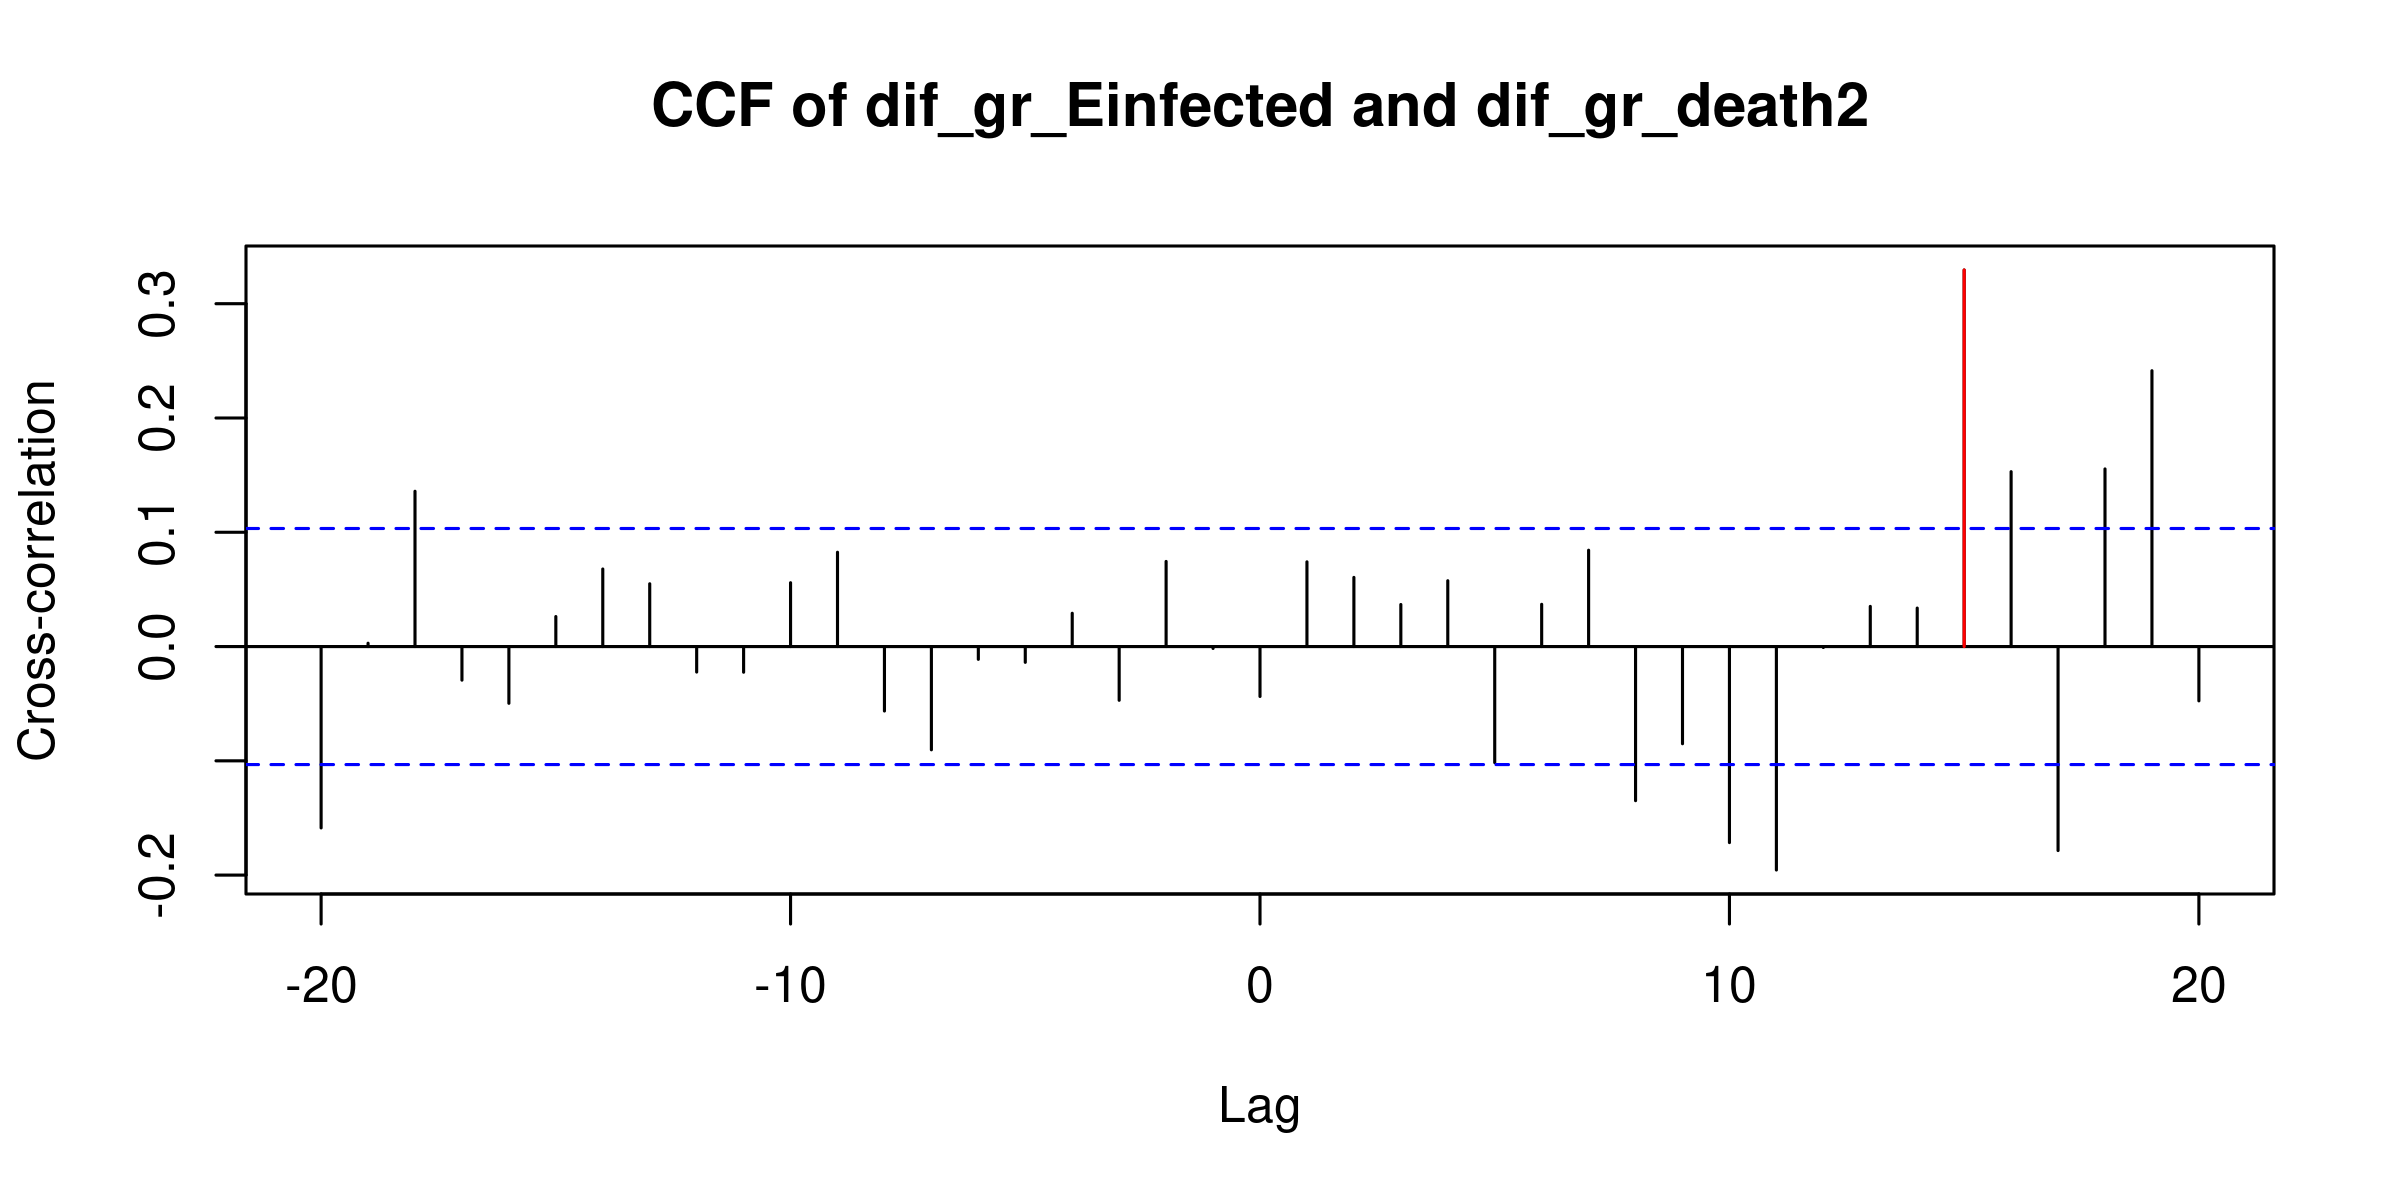 CCF of dif_gr_Einfected and dif_gr_death2
Cross-correlation
0.3
0.2
0.1
0.0
-0.2
-20 -10 0 10 20
Lag